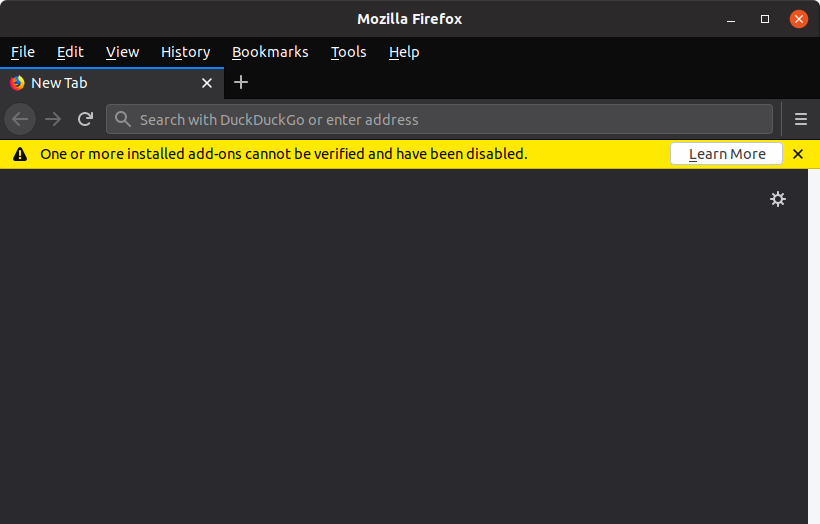 Mozilla Firefox
File Edit View History Bookmarks Tools Help
New Tab
Search with DuckDuckGo or enter address
One or more installed add-ons cannot be verified and have been disabled. Learn More